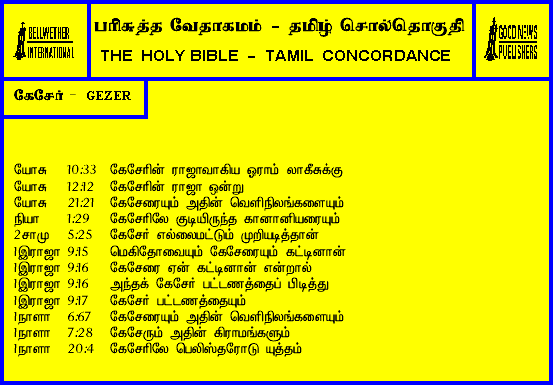 BELLWETHER INTERNATIONAL
பரிசுத்த வேதாகமம் - தமிழ் சொல்தொகுதி
THE HOLY BIBLE - TAMIL CONCORDANCE
GOOD NEWS PUBLISHERS
கேசேர் - GEZER
யோசு 10:33 கேசேரின் ராஜாவாகிய ஓராம் லாகீசுக்கு
யோசு 12:12 கேசேரின் ராஜா ஒன்று
யோசு 21:21 கேசேரையும் அதின் வெளிநிலங்களையும்
நியா 1:29 கேசேரிலே குடியிருந்த கானானியரையும்
2சாமு 5:25 கேசேர் எல்லைமட்டும் முறியடித்தான்
1இராஜா 9:15 மெகிதோவையும் கேசேரையும் கட்டினான்
1இராஜா 9:16 கேசேரை ஏன் கட்டினான் என்றால்
1இராஜா 9:16 அந்தக் கேசேர் பட்டணத்தைப் பிடித்து
1இராஜா 9:17 கேசேர் பட்டணத்தையும்
1நாளா 6:67 கேசேரையும் அதின் வெளிநிலங்களையும்
1நாளா 7:28 கேசேரும் அதின் கிராமங்களும்
1நாளா 20:4 கேசேரிலே பெலிஸ்தரோடு யுத்தம்